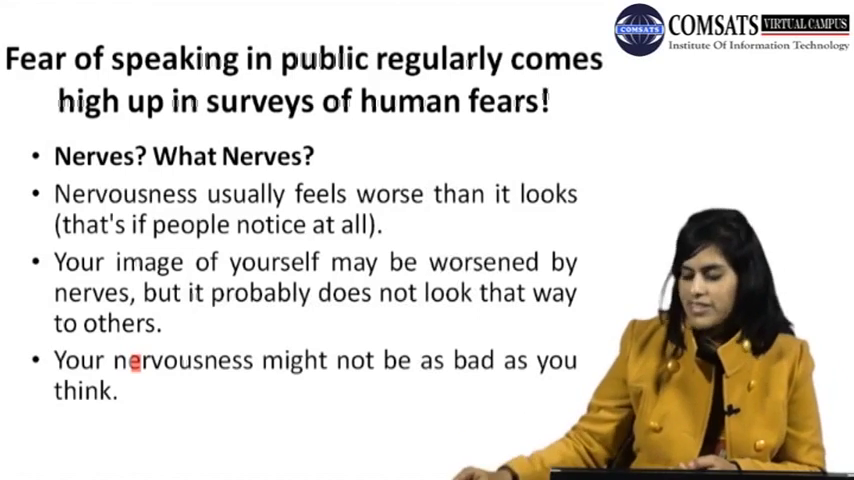 COMSATS VIRTUAL CAMPUS
COMSATS
Institute Of Information Technology
Fear of speaking in public regularly comes
high up in surveys of human fears!
• Nerves? What Nerves?
• Nervousness usually feels worse than it looks
(that's if people notice at all).
• Your image of yourself may be worsened by
nerves, but it probably does not look that way
to others.
• Your nervousness might not be as bad as you
think.